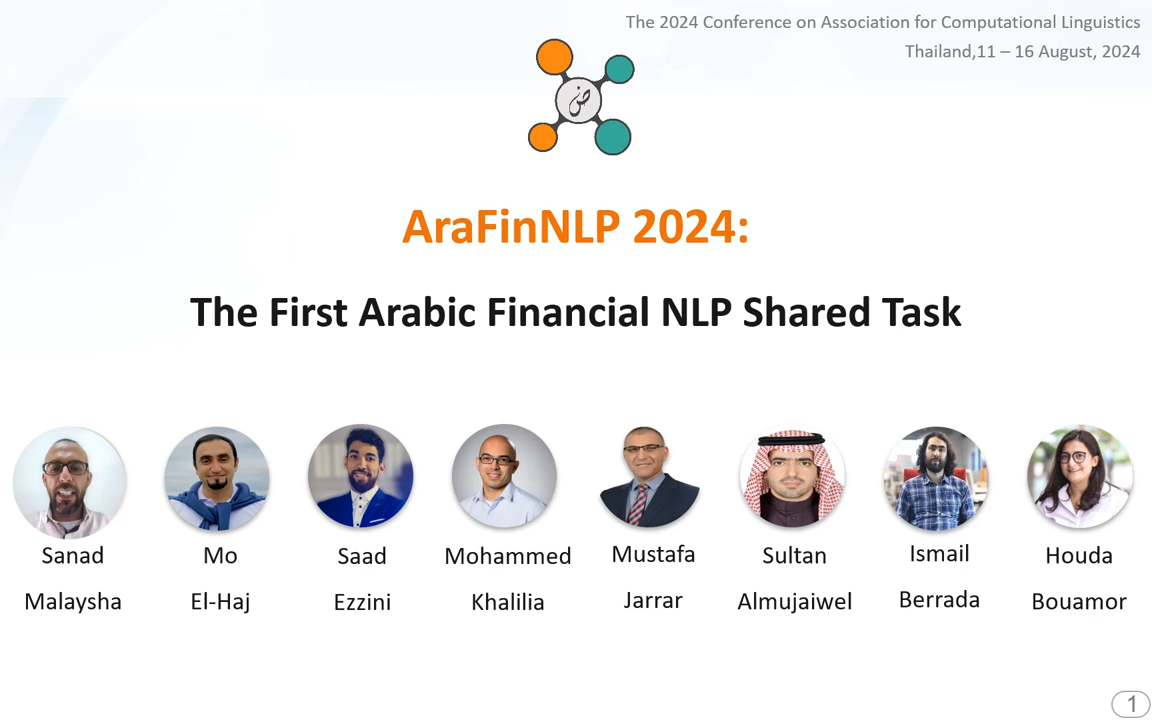 The 2024 Conference on Association for Computational Linguistics
Thailand,11 – 16 August, 2024
ض
AraFinNLP 2024:
The First Arabic Financial NLP Shared Task
Sanad Malaysha
Mo El-Haj
Saad Ezzini
Mohammed Khalilia
Mustafa Jarrar
Sultan Almujaiwel
Ismail Berrada
Houda Bouamor
1